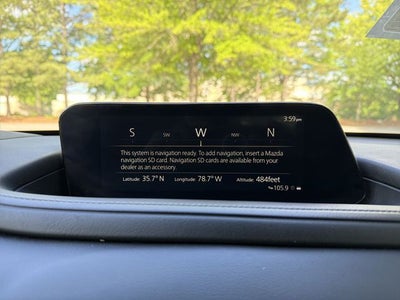 3:59pm
S SW W NW N
This system is navigation ready. To add navigation, insert a Mazda
navigation SD card. Navigation SD cards are available from your
dealer as an accessory.
Latitude: 35.7° N Longitude: 78.7° W Altitude: 484feet
105.9